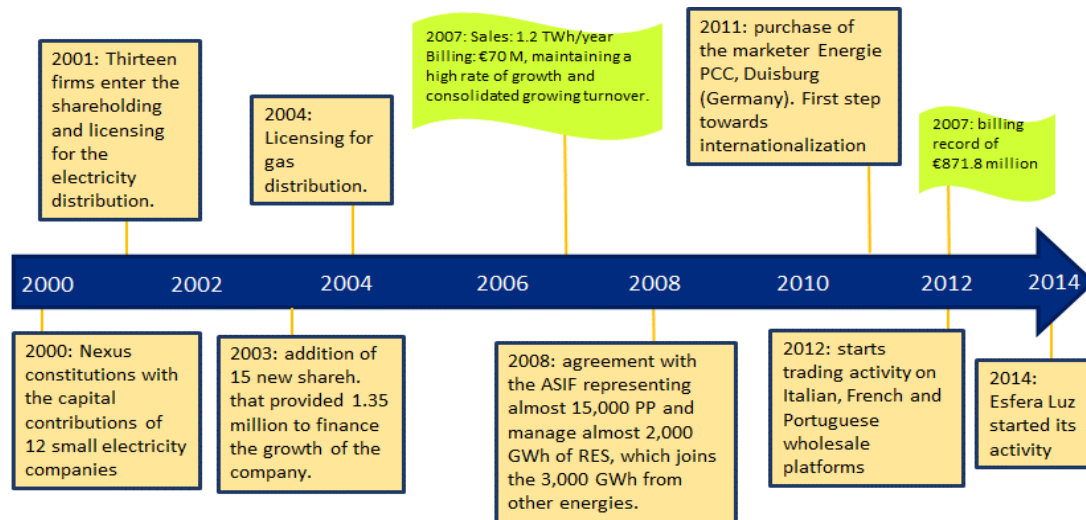 2001: Thirteen
firms enter the
shareholding
and licensing
for the
electricity
distribution.
2004:
Licensing for
gas
distribution.
2007: Sales: 1.2 TWh/year
Billing: €70 M, maintaining a
high rate of growth and
consolidated growing turnover.
2011: purchase of
the marketer Energie
PCC, Duisburg
(Germany). First step
towards
internationalization
2007: billing
record of
€871.8 million
2000 2002 2004 2006 2008 2010 2012 2014
2000: Nexus
constitutions with
the capital
contributions of
12 small electricity
companies
2003: addition of
15 new shareh.
that provided 1.35
million to finance
the growth of the
company.
2008: agreement with
the ASIF representing
almost 15,000 PP and
manage almost 2,000
GWh of RES, which joins
the 3,000 GWh from
other energies.
2012: starts
trading activity on
Italian, French and
Portuguese
wholesale
platforms
2014:
Esfera Luz
started its
activity